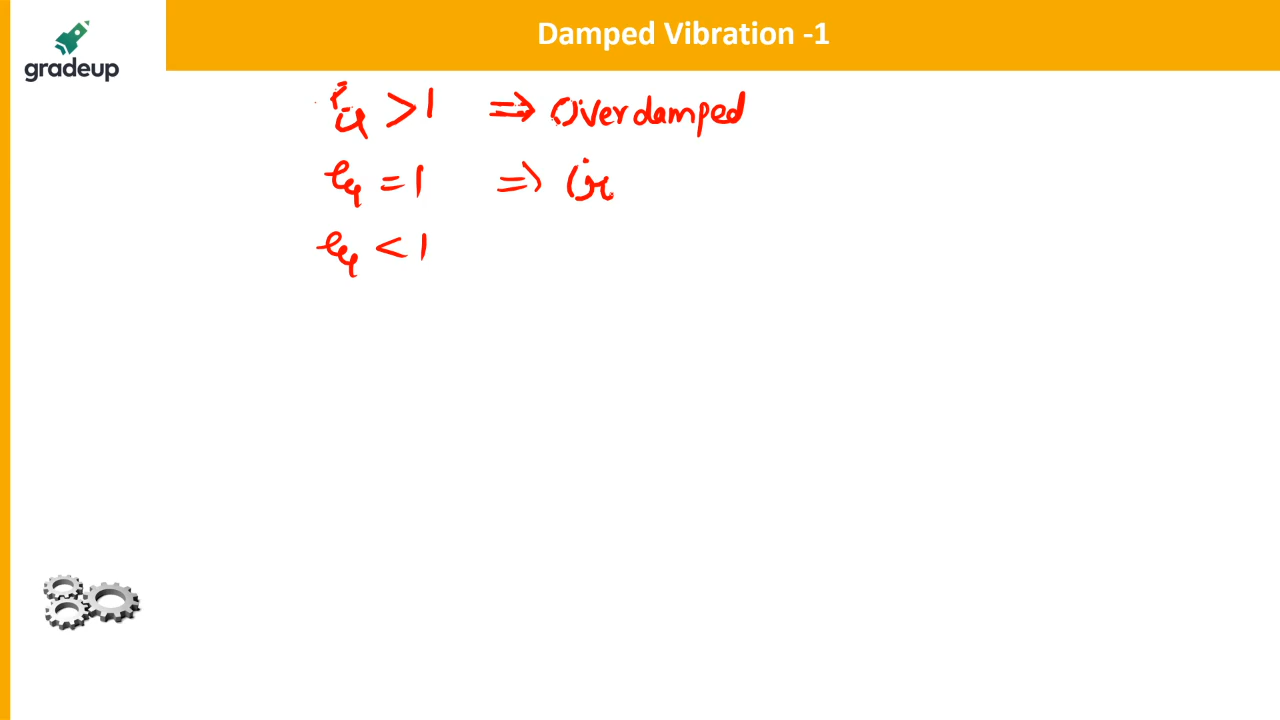 Damped Vibration -1
gradeup
ξ > 1 ⇒ Overdamped
ξ = 1 ⇒
ξ < 1